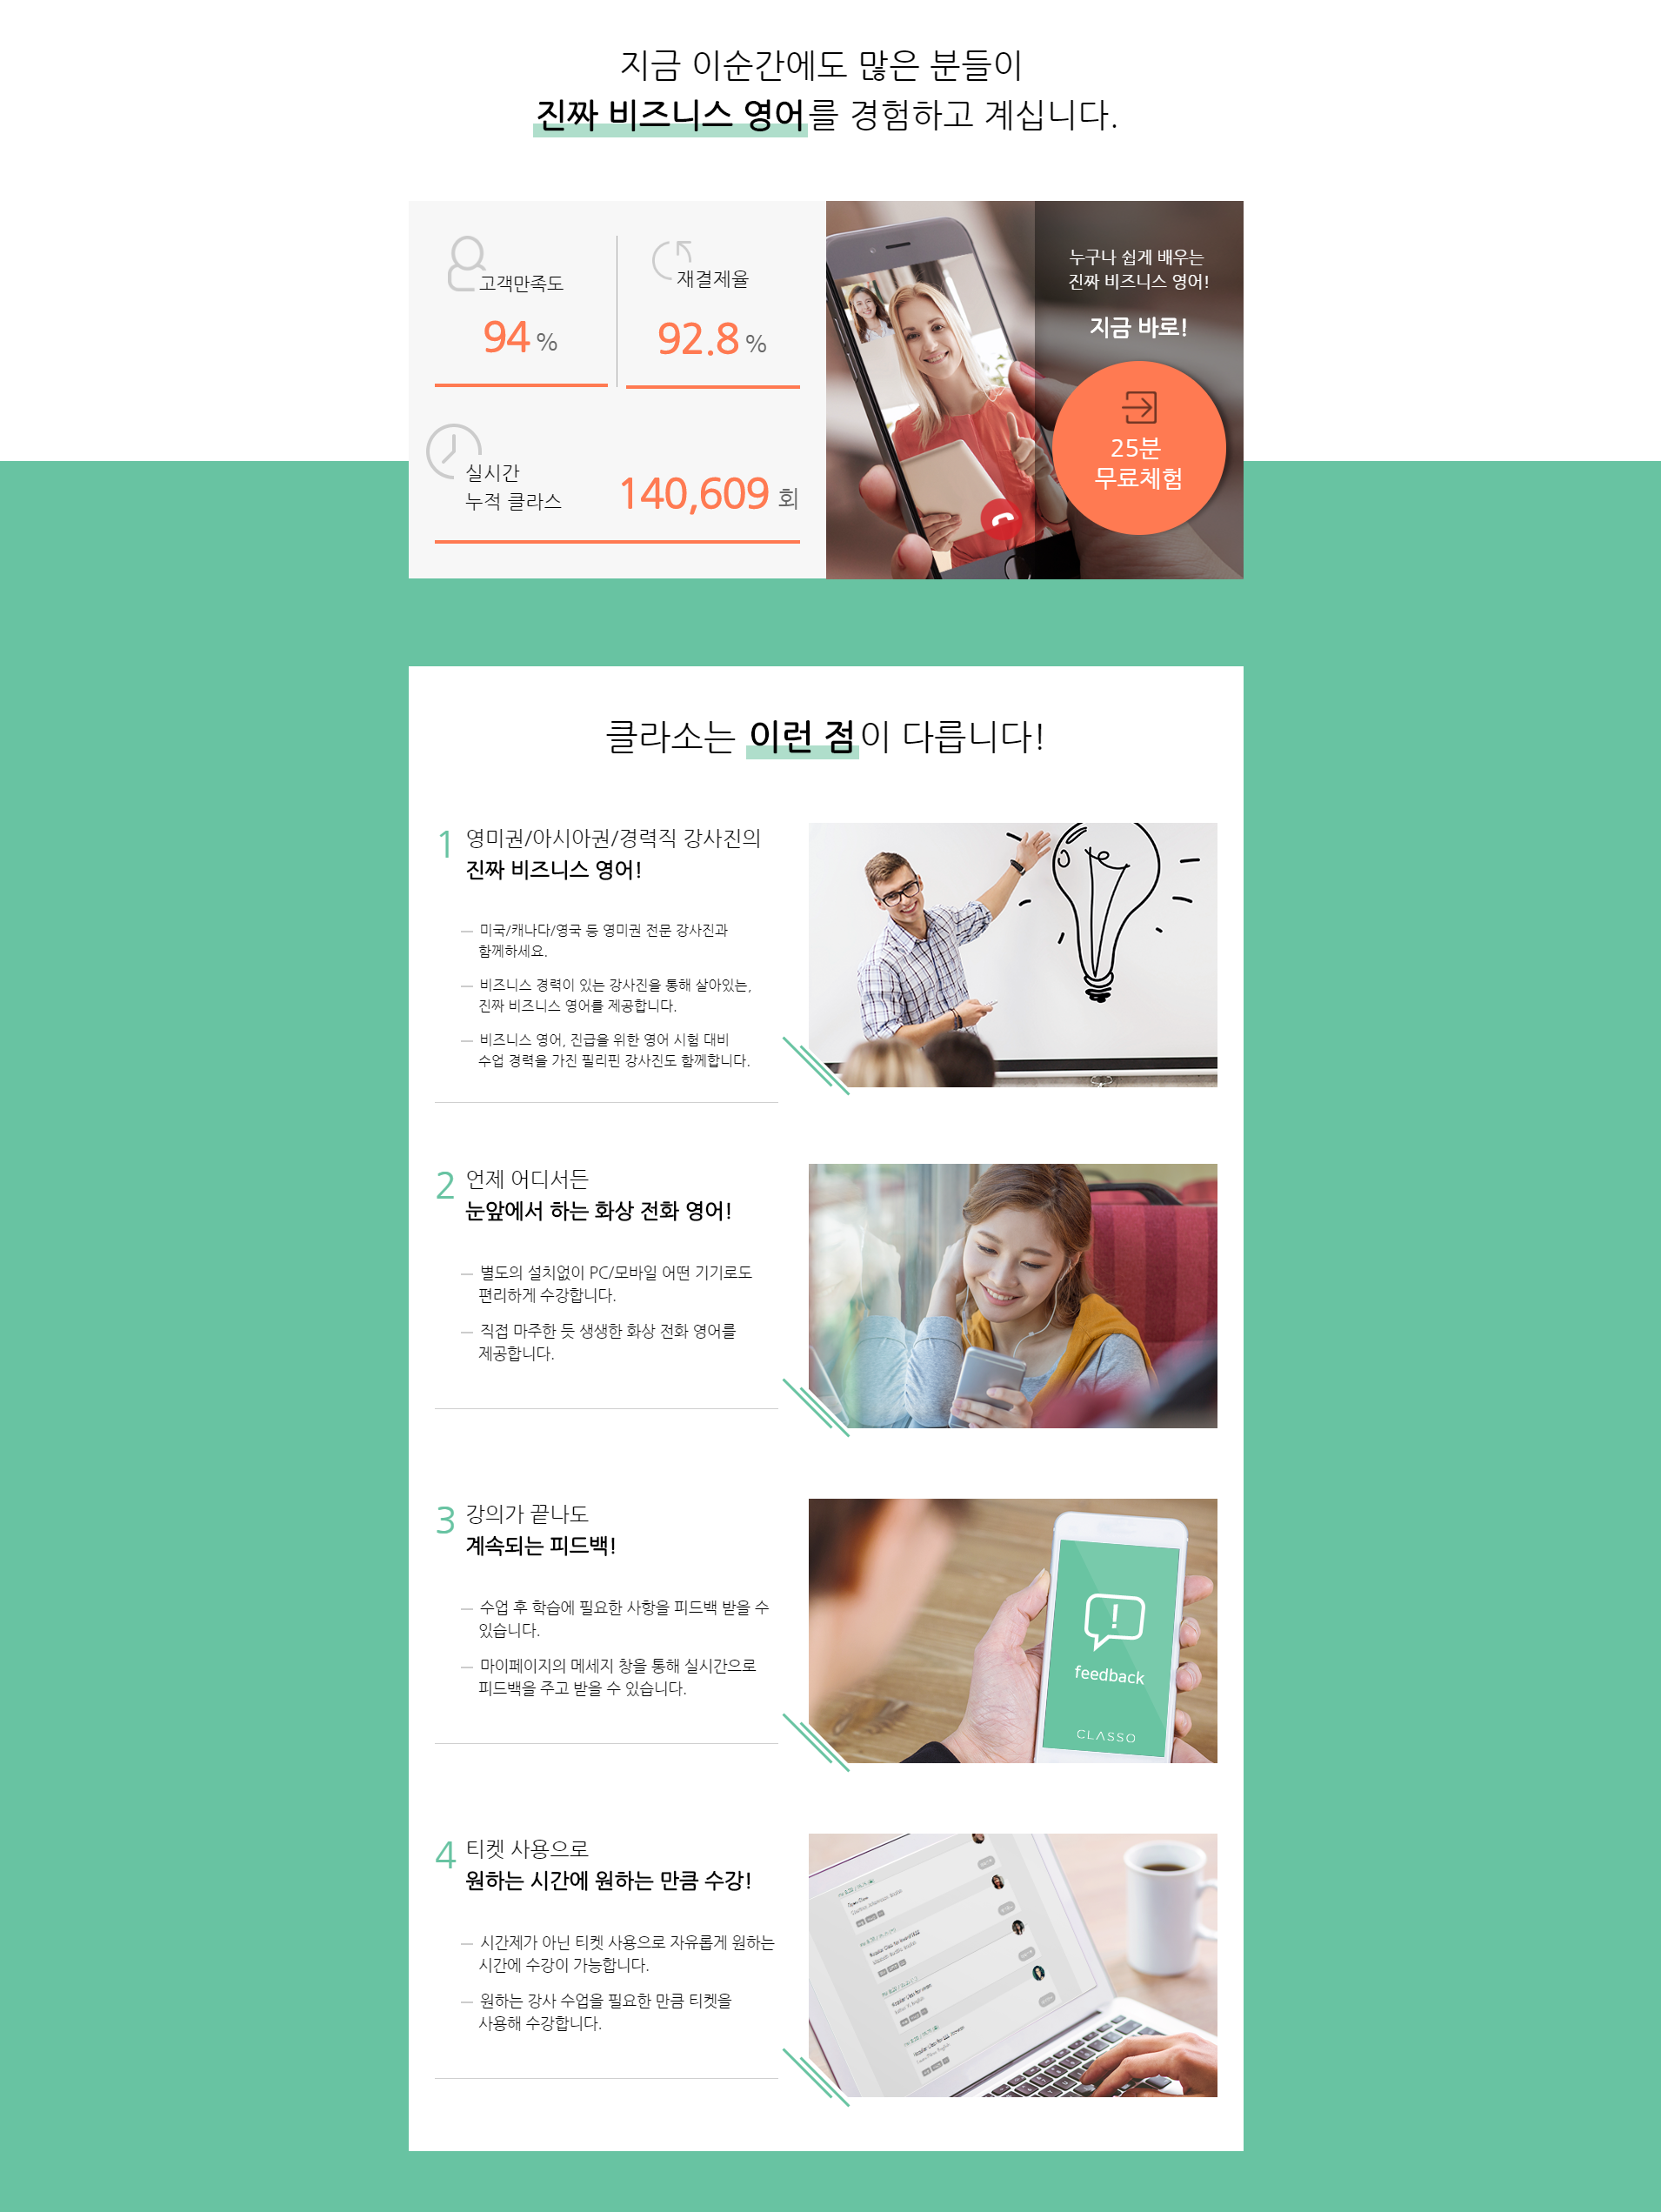 지금 이순간에도 많은 분들이
진짜 비즈니스 영어를 경험하고 계십니다.
고객만족도
94 %
재결제율
92.8 %
실시간
누적 클라스
140,609 회
누구나 쉽게 배우는
진짜 비즈니스 영어!
지금 바로!
25분
무료체험
클라소는 이런 점이 다릅니다!
1 영미권/아시아권/경력직 강사진의
진짜 비즈니스 영어!
미국/캐나다/영국 등 영미권 전문 강사진과
함께하세요.
비즈니스 경력이 있는 강사진을 통해 살아있는,
진짜 비즈니스 영어를 제공합니다.
비즈니스 영어, 진급을 위한 영어 시험 대비
수업 경력을 가진 필리핀 강사진도 함께합니다.
2 언제 어디서든
눈앞에서 하는 화상 전화 영어!
별도의 설치없이 PC/모바일 어떤 기기로도
편리하게 수강합니다.
직접 마주한 듯 생생한 화상 전화 영어를
제공합니다.
3 강의가 끝나도
계속되는 피드백!
수업 후 학습에 필요한 사항을 피드백 받을 수
있습니다.
마이페이지의 메세지 창을 통해 실시간으로
피드백을 주고 받을 수 있습니다.
!
feedback
CLASSO
4 티켓 사용으로
원하는 시간에 원하는 만큼 수강!
시간제가 아닌 티켓 사용으로 자유롭게 원하는
시간에 수강이 가능합니다.
원하는 강사 수업을 필요한 만큼 티켓을
사용해 수강합니다.